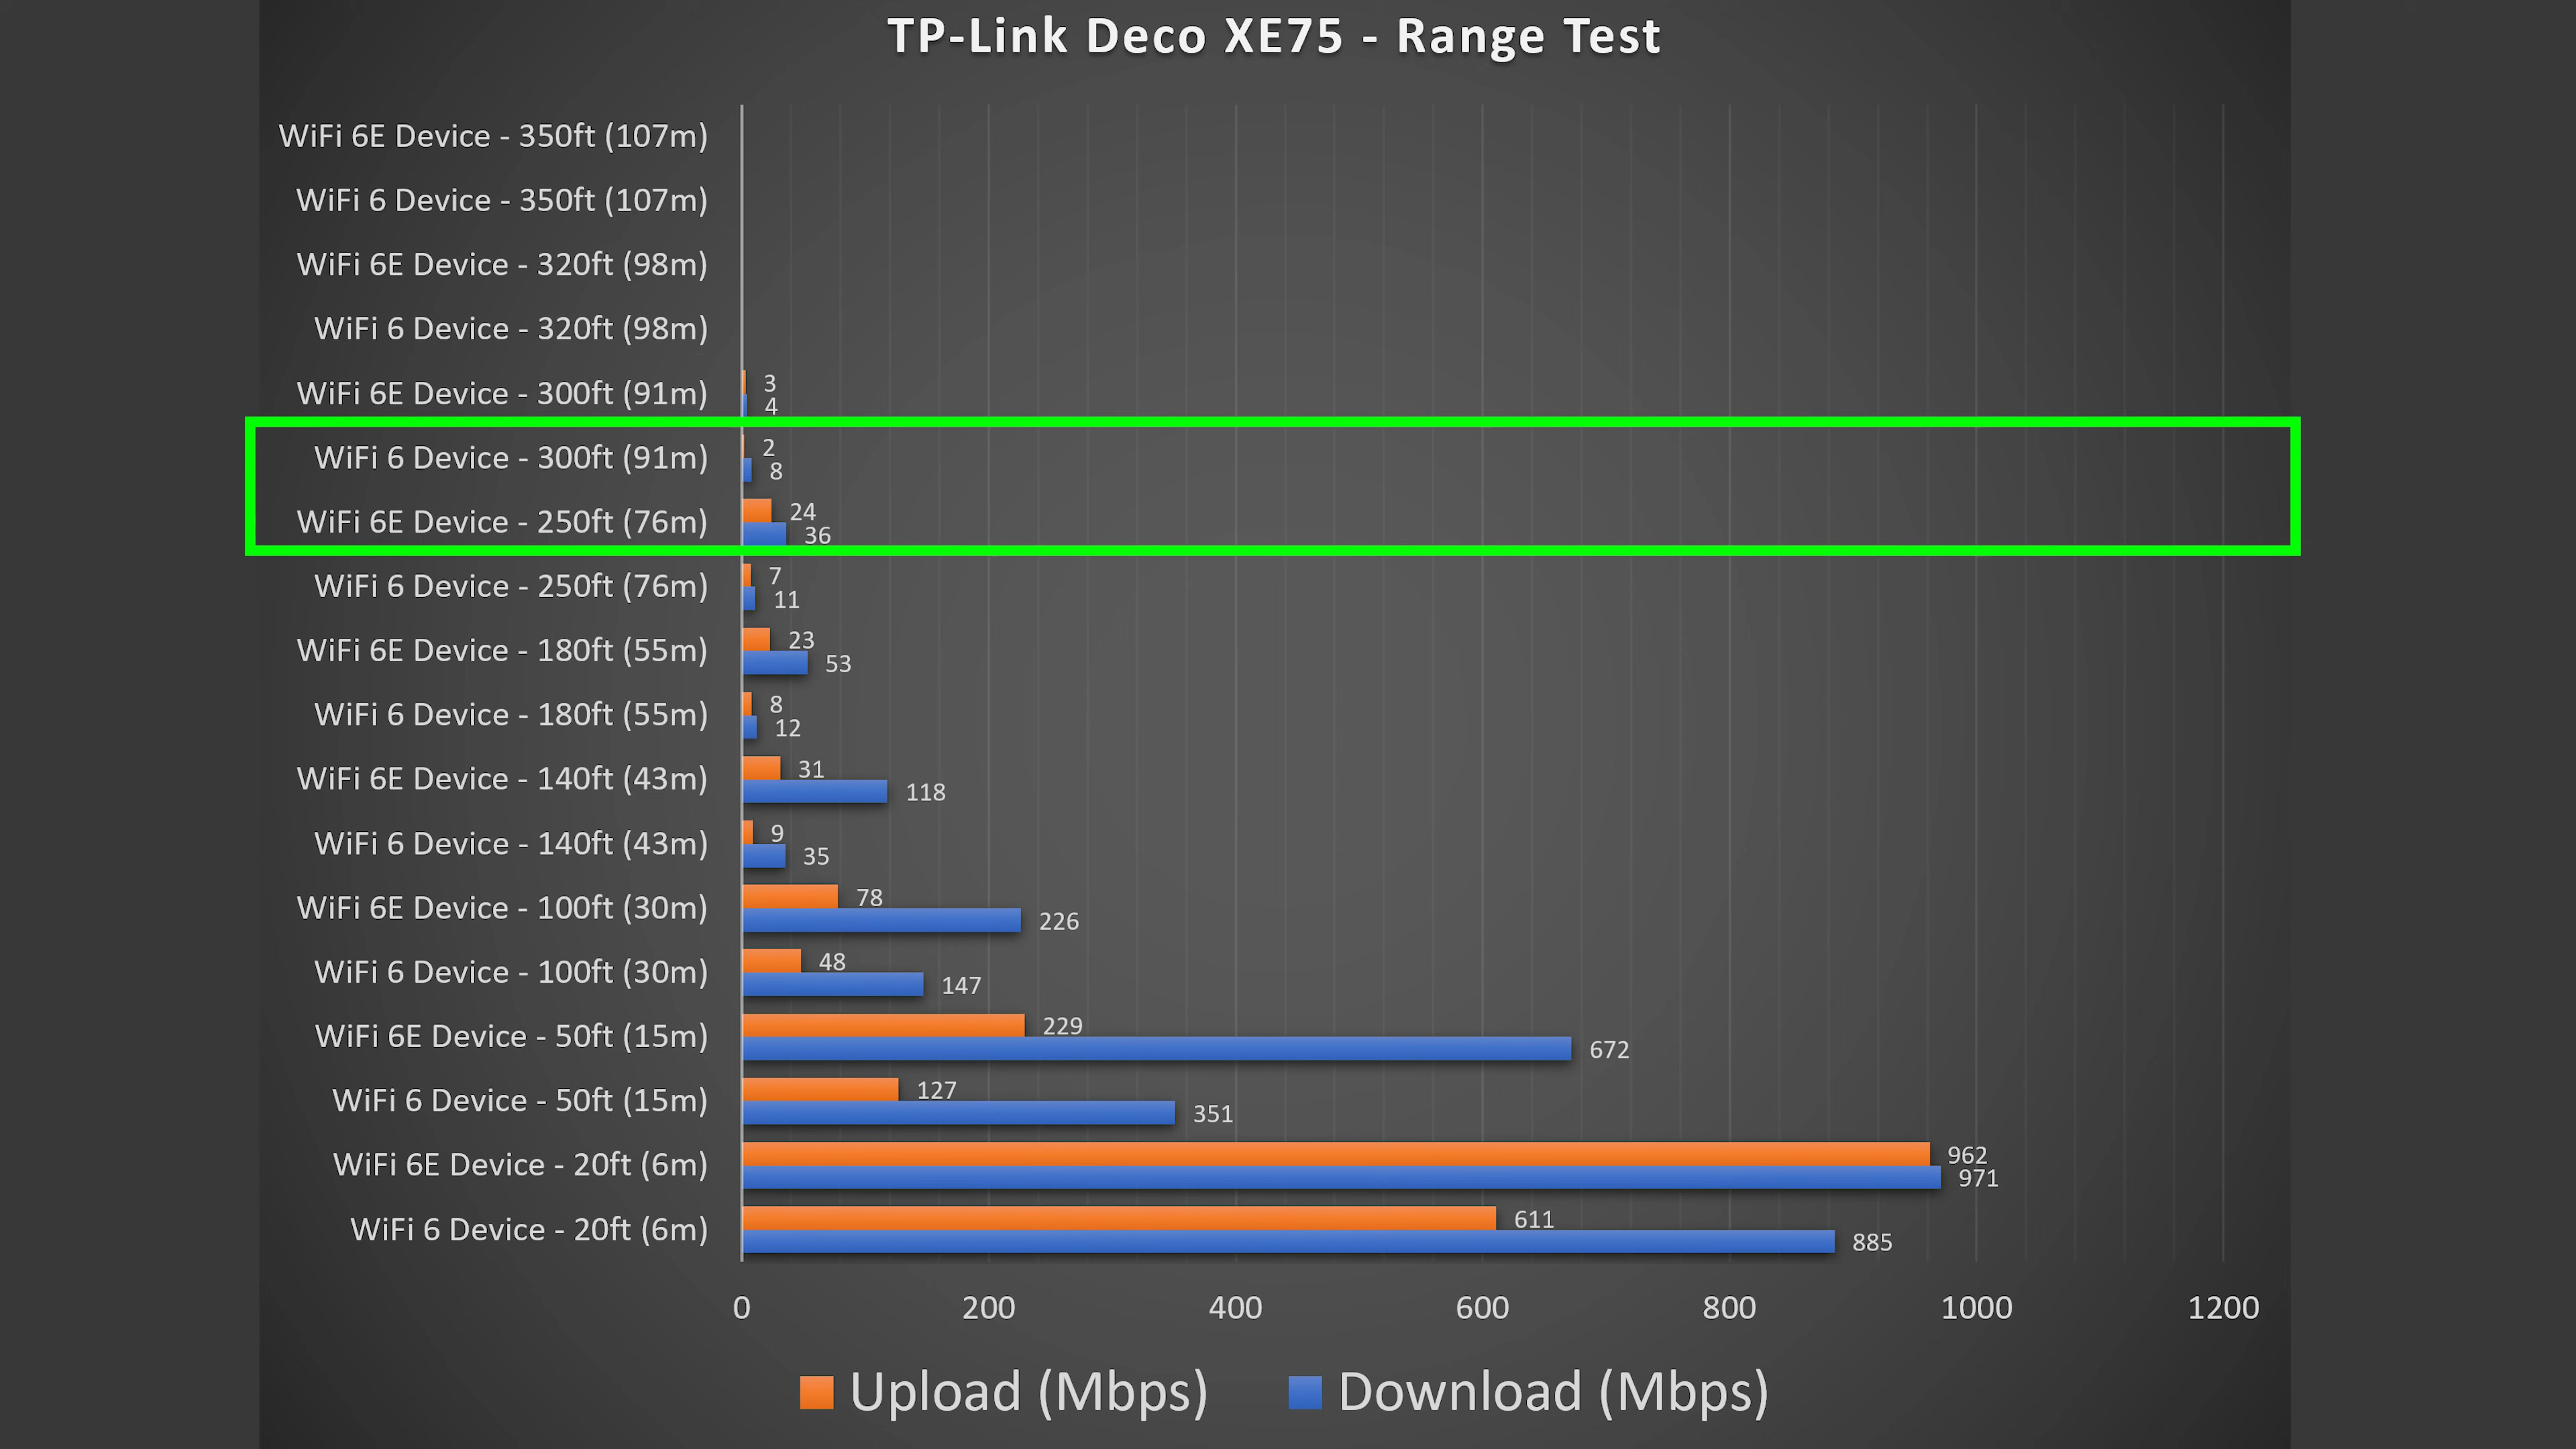 TP-Link Deco XE75 - Range Test
WiFi 6E Device - 350ft (107m)
WiFi 6 Device - 350ft (107m)
WiFi 6E Device - 320ft (98m)
WiFi 6 Device - 320ft (98m)
WiFi 6E Device - 300ft (91m)
3
4
WiFi 6 Device - 300ft (91m)
2
8
WiFi 6E Device - 250ft (76m)
24
36
WiFi 6 Device - 250ft (76m)
7
11
WiFi 6E Device - 180ft (55m)
23
53
WiFi 6 Device - 180ft (55m)
8
12
WiFi 6E Device - 140ft (43m)
31
118
WiFi 6 Device - 140ft (43m)
9
35
WiFi 6E Device - 100ft (30m)
78
226
WiFi 6 Device - 100ft (30m)
48
147
WiFi 6E Device - 50ft (15m)
229
672
WiFi 6 Device - 50ft (15m)
127
351
WiFi 6E Device - 20ft (6m)
962
971
WiFi 6 Device - 20ft (6m)
611
885
0 200 400 600 800 1000 1200
Upload (Mbps) Download (Mbps)